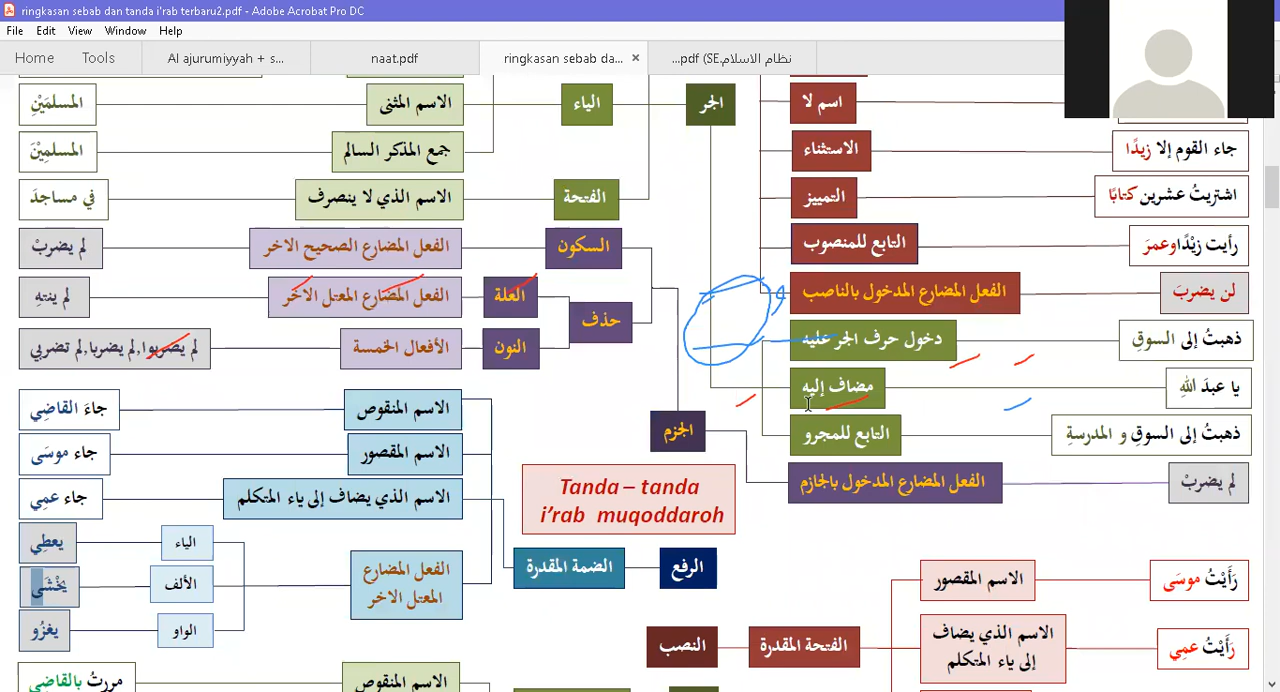 ringkasan sebab dan tanda i'rab terbaru2.pdf - Adobe Acrobat Pro DC
File Edit View Window Help
Home Tools Al ajurumiyyah + s... naat.pdf ringkasan sebab da... × ...pdf (SE.نظام الاسلام
اسم لا
الجر
الياء
الاسم المثنى
المسلمَيْنِ
جاء القوم إلا زيدًا
الاستثناء
جمع المذكر السالم
المسلمِيْنَ
اشتريتُ عشرين كتابًا
التمييز
الفتحة
الاسم الذي لا ينصرف
في مساجدَ
رأيت زيْدًا وعمرَ
التابع للمنصوب
السكون
الفعل المضارع الصحيح الاخر
لم يضربْ
لن يضربَ
الفعل المضارع المدخول بالناصب
حذف
العلة
الفعل المضارع المعتل الاخر
لم ينتهِ
ذهبتُ إلى السوقِ
دخول حرف الجر عليه
النون
الأفعال الخمسة
لم يضربوا,لم يضربا,لم تضربي
يا عبدَ اللهِ
مضاف إليه
ذهبتُ إلى السوقِ و المدرسةِ
التابع للمجرو
الجزم
لم يضربْ
الفعل المضارع المدخول بالجازم
الاسم المنقوص
جاءَ القاضِي
الاسم المقصور
جاء موسَى
الاسم الذي يضاف إلى ياء المتكلم
جاء عمِي
Tanda – tanda
i’rab muqoddaroh
الرفع
الضمة المقدرة
الفعل المضارع
المعتل الاخر
الياء
يعطِي
الألف
يَخْشَى
الواو
يغزُو
رَأَيْتُ موسَى
الاسم المقصور
رَأَيْتُ عمِي
الاسم الذي يضاف
إلى ياء المتكلم
الفتحة المقدرة
النصب
الاسم المنقوص
مررتُ بالقاضِي